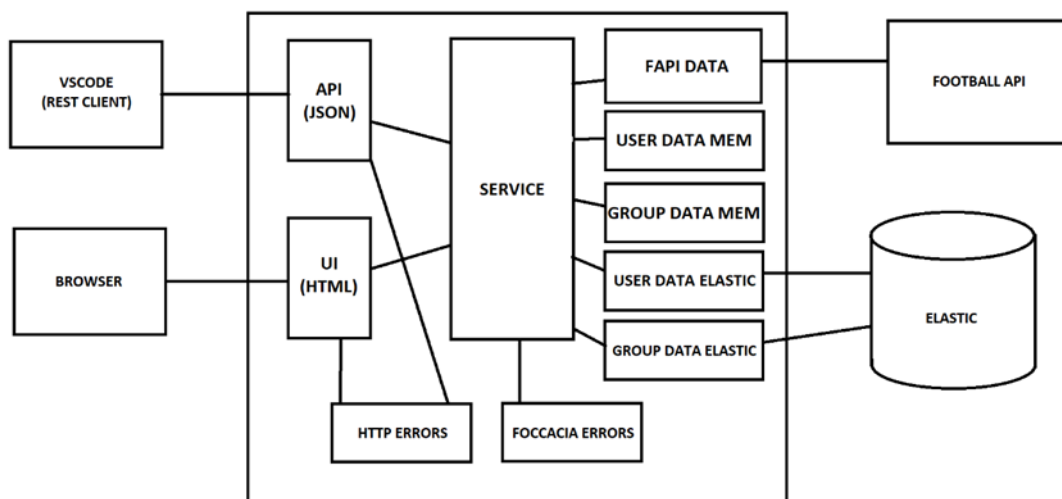 VSCODE
(REST CLIENT)
API
(JSON)
SERVICE
FAPI DATA
FOOTBALL API
USER DATA MEM
GROUP DATA MEM
BROWSER
UI
(HTML)
USER DATA ELASTIC
ELASTIC
GROUP DATA ELASTIC
HTTP ERRORS
FOCCACIA ERRORS